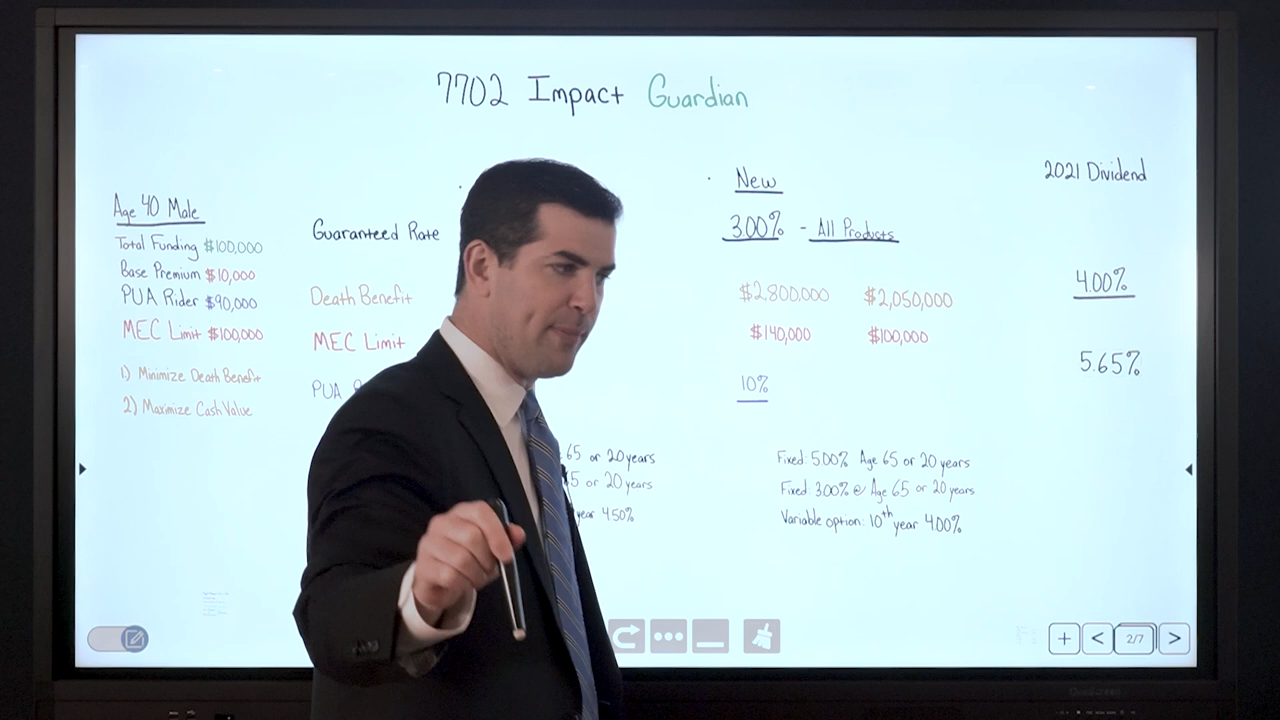 7702 Impact Guardian
2021 Dividend
New
Age 40 Male
Guaranteed Rate
3.00% - All Products
Total Funding $100,000
Base Premium $10,000
4.00%
PUA Rider $90,000
Death Benefit
$2,800,000 $2,050,000
MEC Limit $100,000
MEC Limit
$140,000 $100,000
5.65%
1) Minimize Death Benefit
PUA
10%
2) Maximize Cash Value
65 or 20 years
Fixed: 5.00% Age 65 or 20 years
5 or 20 years
Fixed 3.00% @ Age 65 or 20 years
year 4.50%
Variable option: 10th year 4.00%
2/7